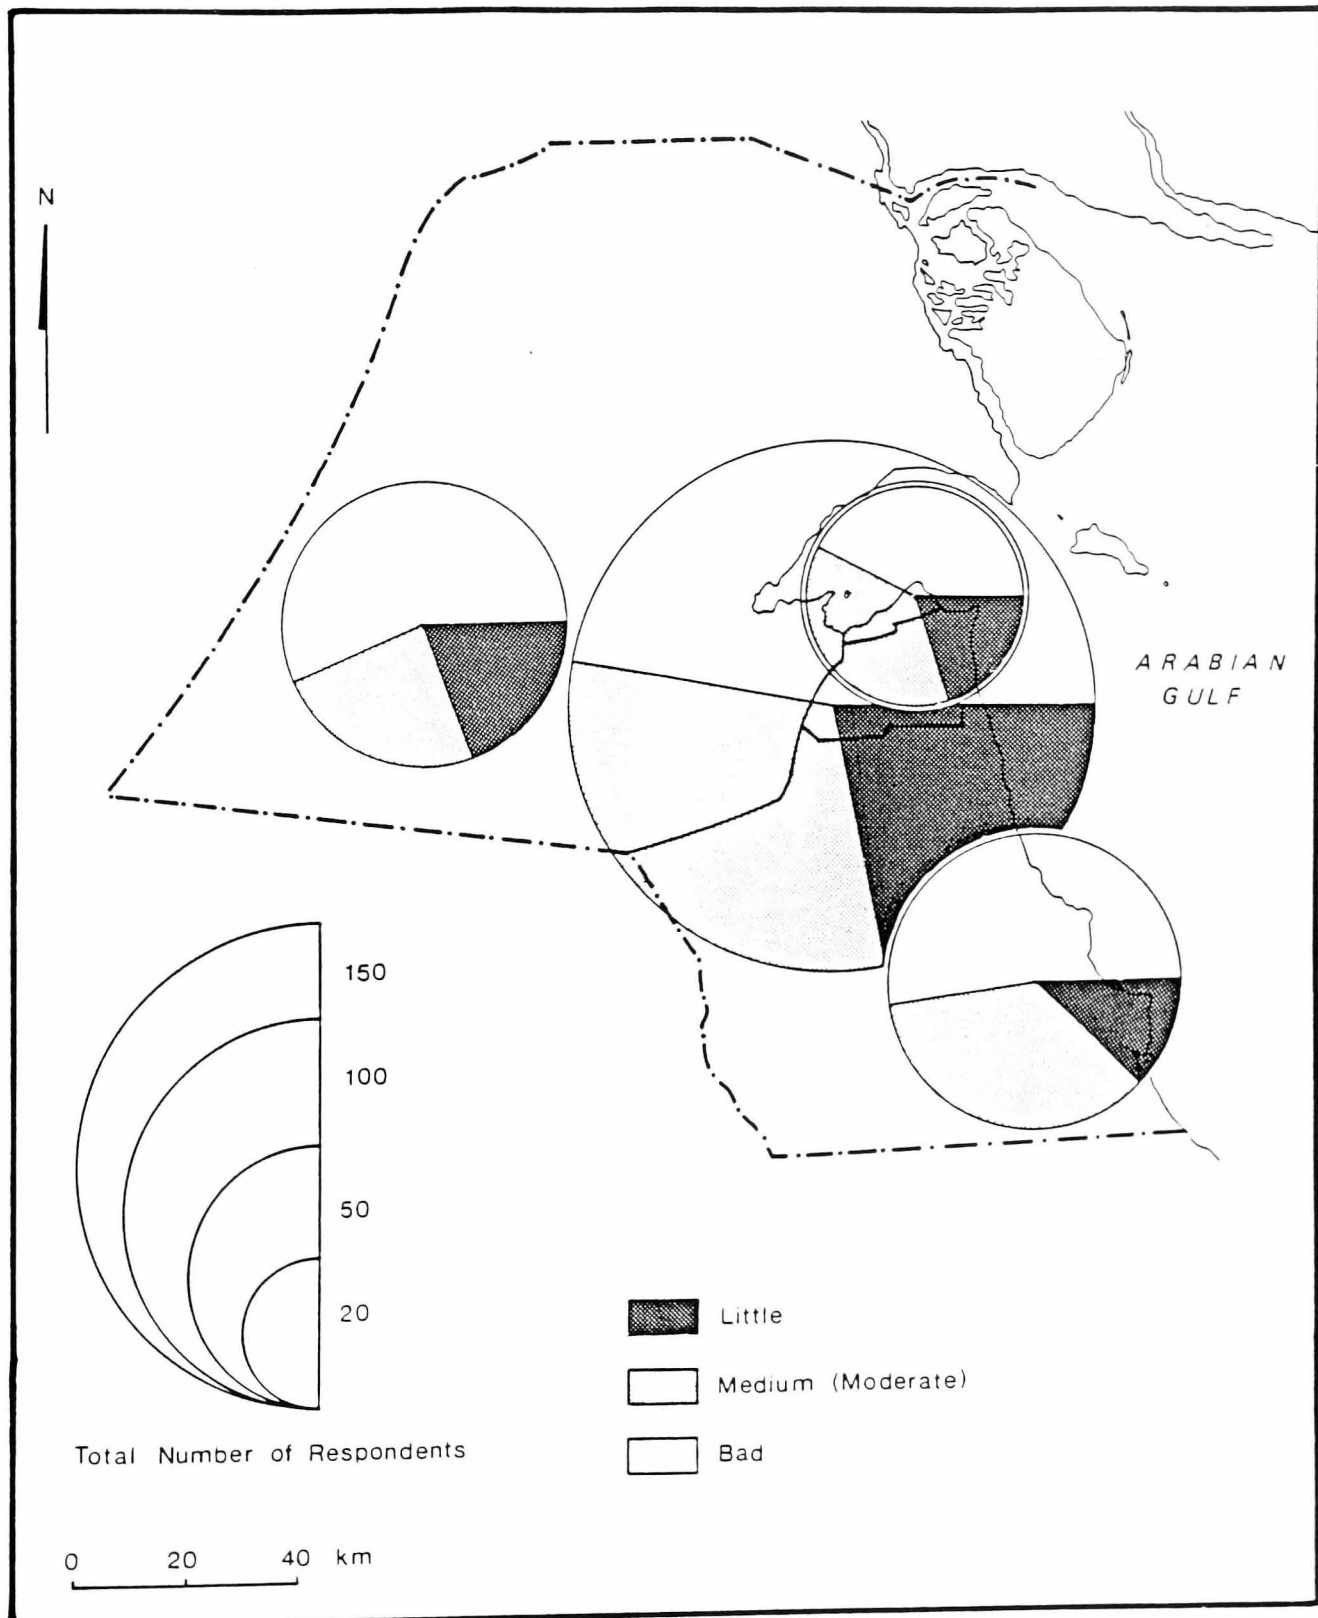 N
ARABIAN
GULF
150
100
50
20
Total Number of Respondents
Little
Medium (Moderate)
Bad
0 20 40 km